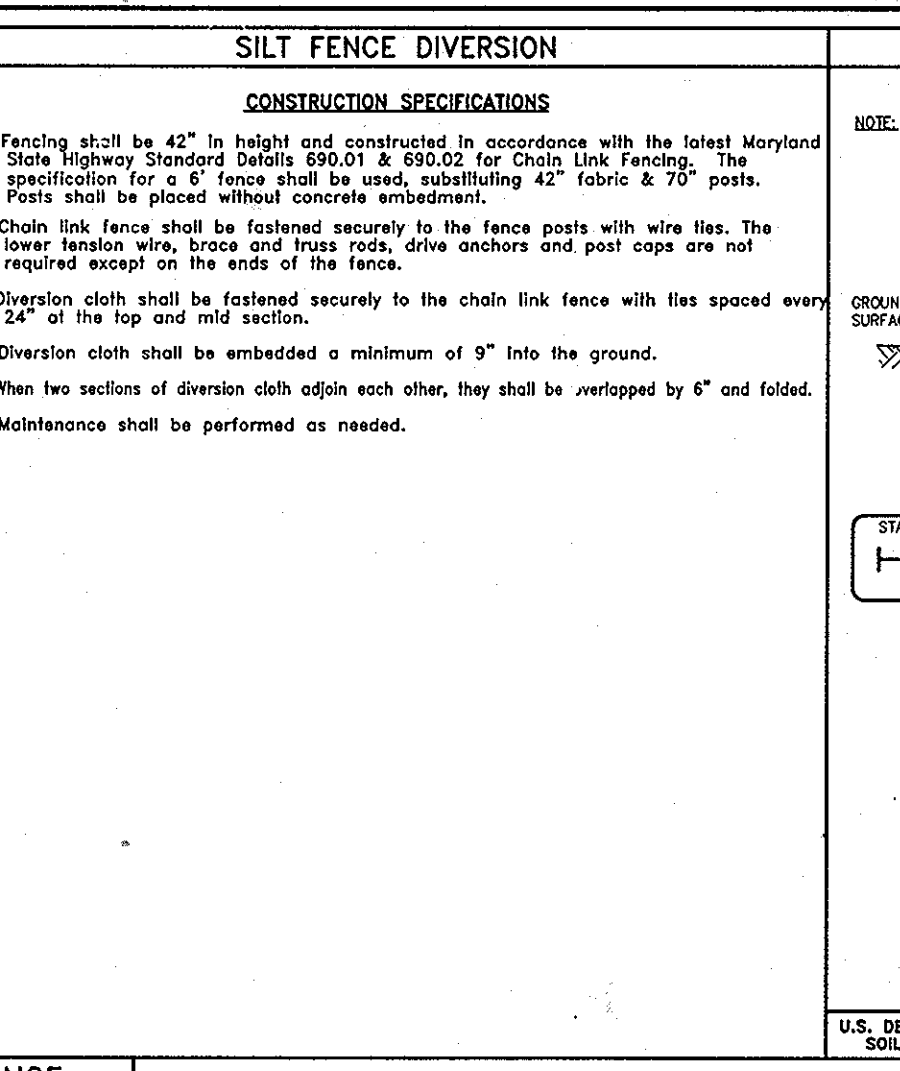 SILT FENCE DIVERSION
CONSTRUCTION SPECIFICATIONS
Fencing shall be 42" in height and constructed in accordance with the latest Maryland
State Highway Standard Details 690.01 & 690.02 for Chain Link Fencing. The
specification for a 6' fence shall be used, substituting 42" fabric & 70" posts.
Posts shall be placed without concrete embedment.
Chain link fence shall be fastened securely to the fence posts with wire ties. The
lower tension wire, brace and truss rods, drive anchors and post caps are not
required except on the ends of the fence.
Diversion cloth shall be fastened securely to the chain link fence with ties spaced every
24" at the top and mid section.
Diversion cloth shall be embedded a minimum of 9" into the ground.
When two sections of diversion cloth adjoin each other, they shall be overlapped by 6" and folded.
Maintenance shall be performed as needed.
NOTE:
GROUN
SURFA
STA
U.S. DE
SOIL